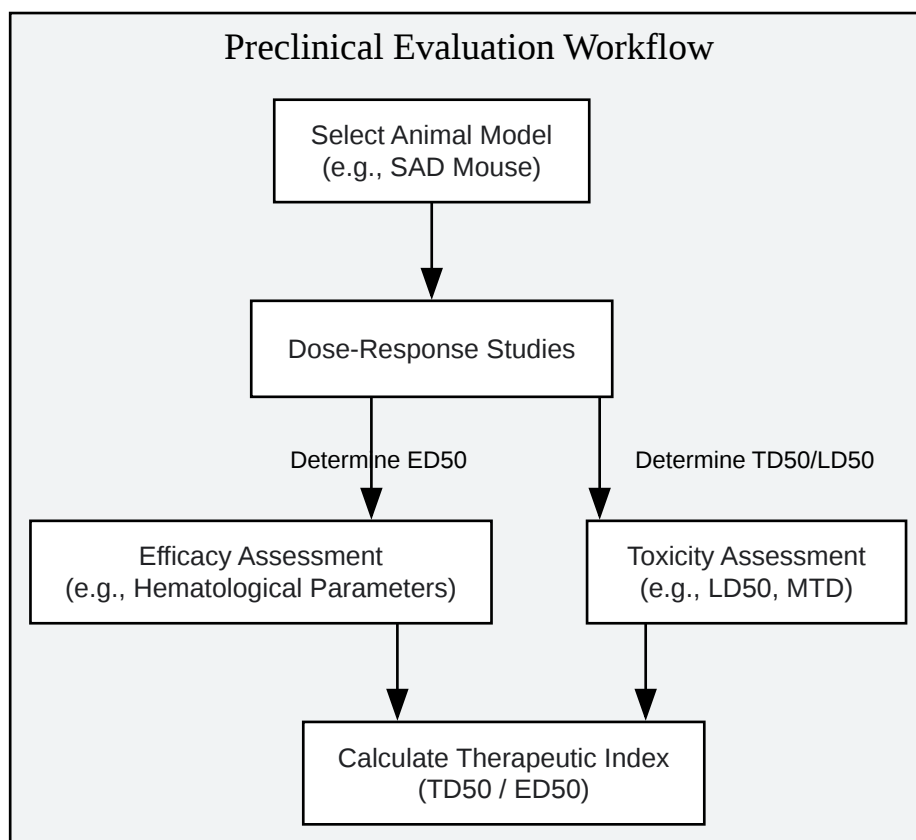 Preclinical Evaluation Workflow
Select Animal Model
(e.g., SAD Mouse)
Dose-Response Studies
Determine ED50
Determine TD50/LD50
Efficacy Assessment
(e.g., Hematological Parameters)
Toxicity Assessment
(e.g., LD50, MTD)
Calculate Therapeutic Index
(TD50 / ED50)